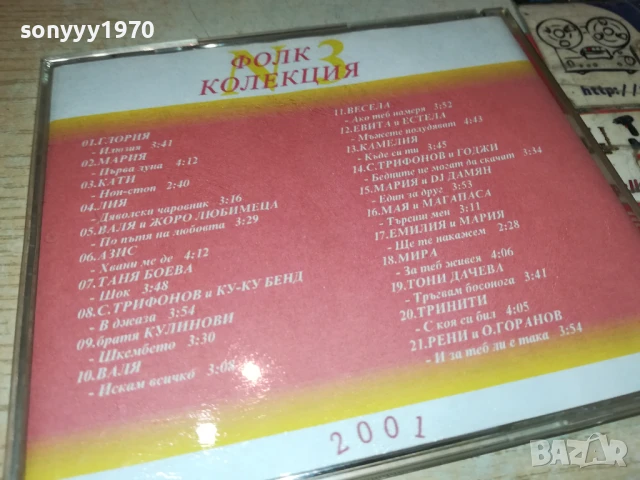 sonyyy1970
№3
ФОЛК
КОЛЕКЦИЯ
01.ГЛОРИЯ
- Илюзия 3:41
02.МАРИЯ
- Първа луна 4:12
03.КАТИ
- Нон-стоп 2:40
04.ЛИЯ
- Дяволски чаровник 3:16
05.ВАЛЯ и ЖОРО ЛЮБИМЕЦА
- По пътя на любовта 3:29
06.АЗИС
- Хвани ме де 4:12
07.ТАНЯ БОЕВА
- Шок 3:48
08.С.ТРИФОНОВ и КУ-КУ БЕНД
- В джаза 3:54
09.братя КУЛИНОВИ
- Шкембето 3:30
10.ВАЛЯ
- Искам всичко 3:08
11.ВЕСЕЛА
- Ако теб намеря 3:52
12.ЕВИТА и ЕСТЕЛА
- Мъжете полудяват 4:43
13.КАМЕЛИЯ
- Къде си ти 3:45
14.С.ТРИФОНОВ и ГОДЖИ
- Бедните не могат да скачат 3:34
15.МАРИЯ и DJ ДАМЯН
- Един за друг 3:53
16.МАЯ и МАГАПАСА
- Търсиш мен 3:11
17.ЕМИЛИЯ и МАРИЯ
- Ще те накажем 2:28
18.МИРА
- За теб живея 4:06
19.ТОНИ ДАЧЕВА
- Тръгвам босонога 3:41
20.ТРИНИТИ
- С коя си бил 4:05
21.РЕНИ и О.ГОРАНОВ
- И за теб ли е така 3:54
2001
http://
BAZAR